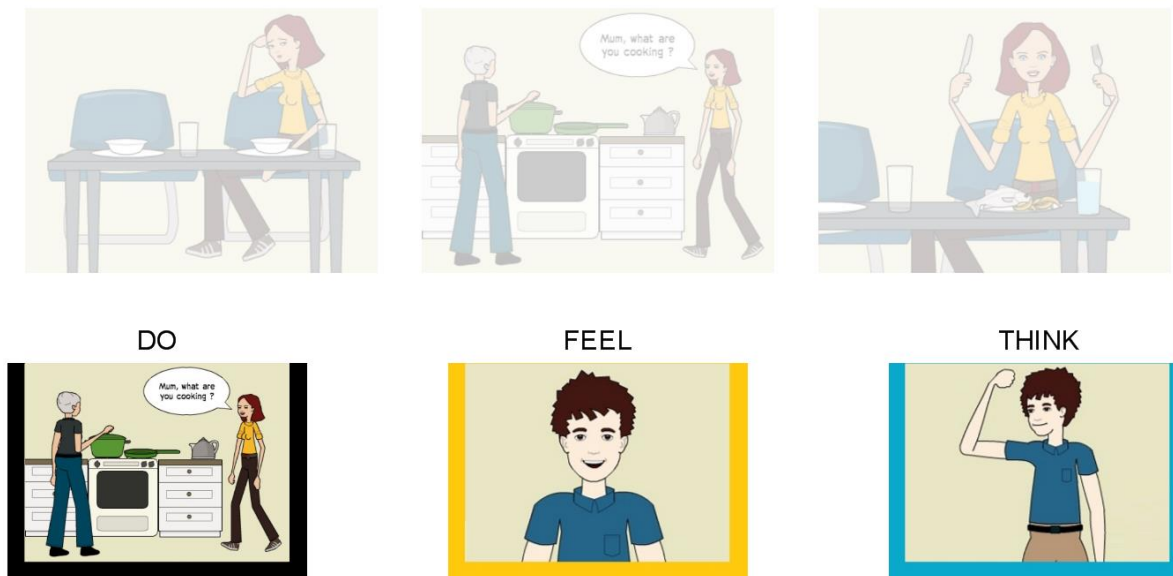 Mum, what are
you cooking ?
DO
FEEL
THINK
Mum, what are
you cooking ?